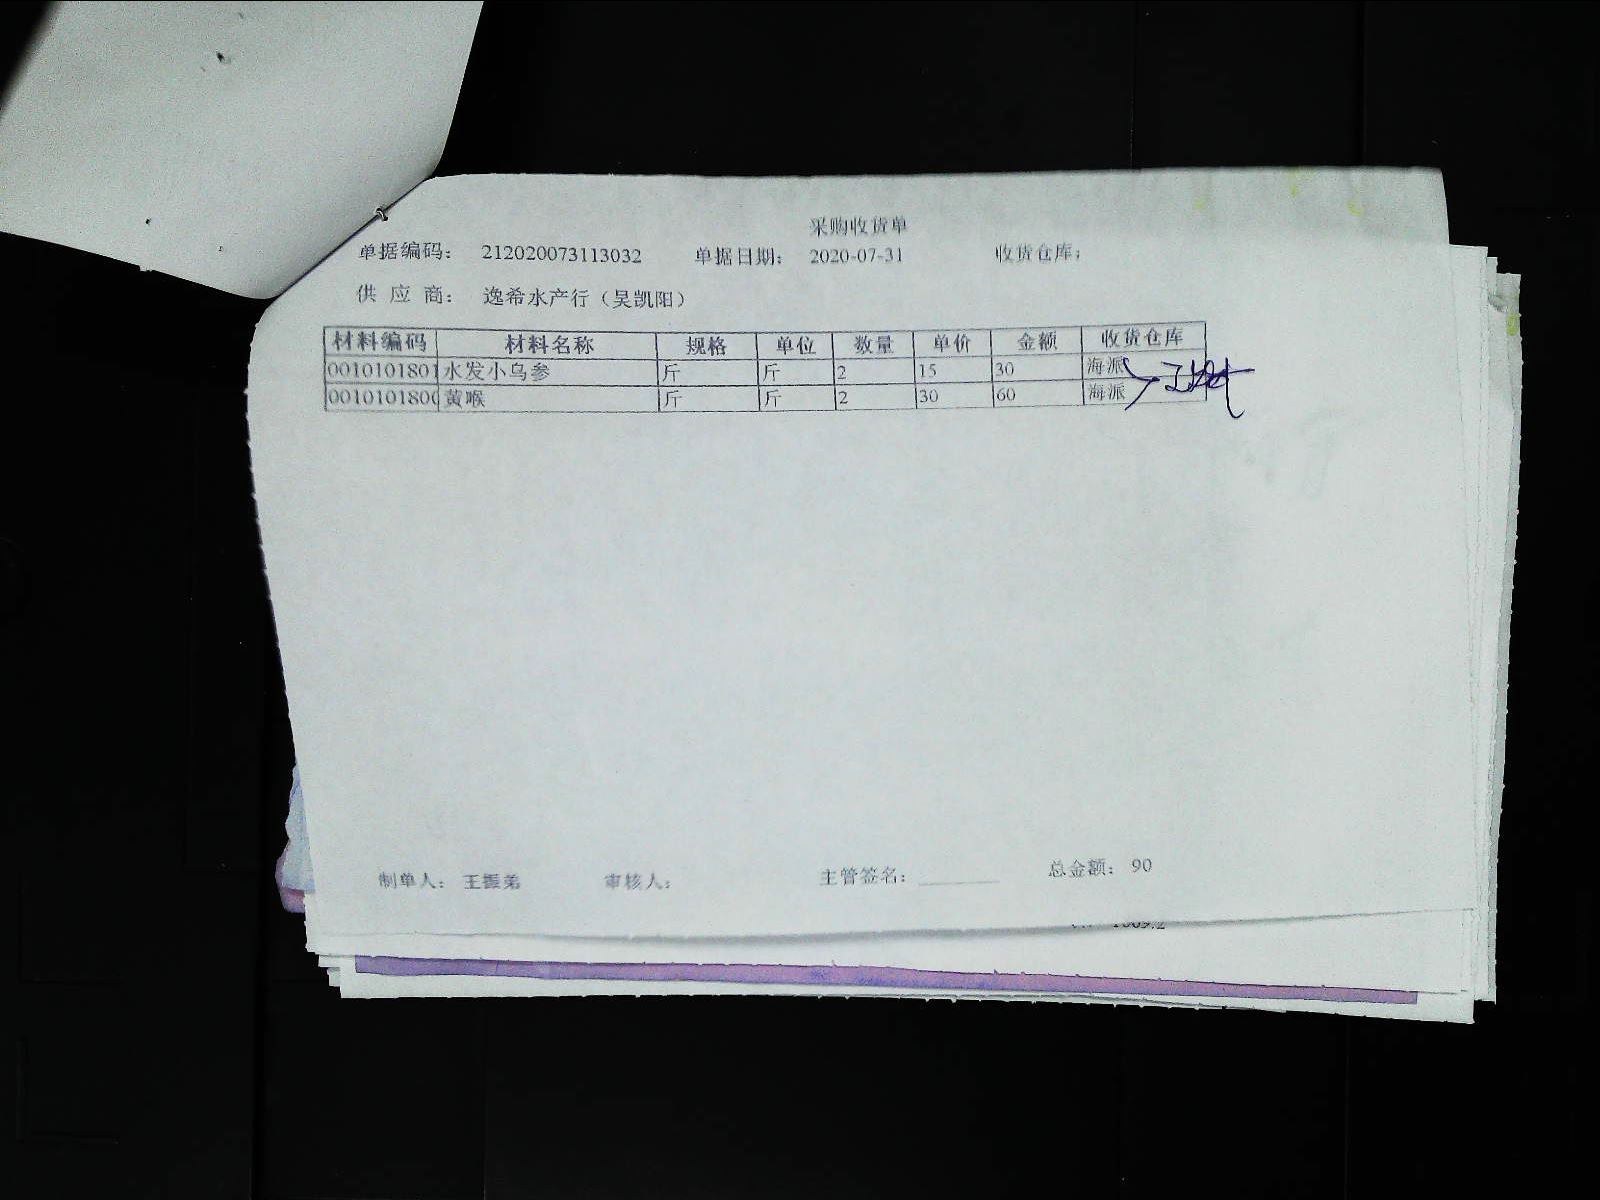 采购收货单
单据编码： 212020073113032 单据日期： 2020-07-31 收货仓库：
供 应 商： 逸希水产行（吴凯阳）
材料编码 材料名称 规格 单位 数量 单价 金额 收货仓库
0010101801 水发小乌参 斤 斤 2 15 30 海派
001010180 黄喉 斤 斤 2 30 60 海派
制单人： 王振弟 审核人： 主管签名： 总金额： 90